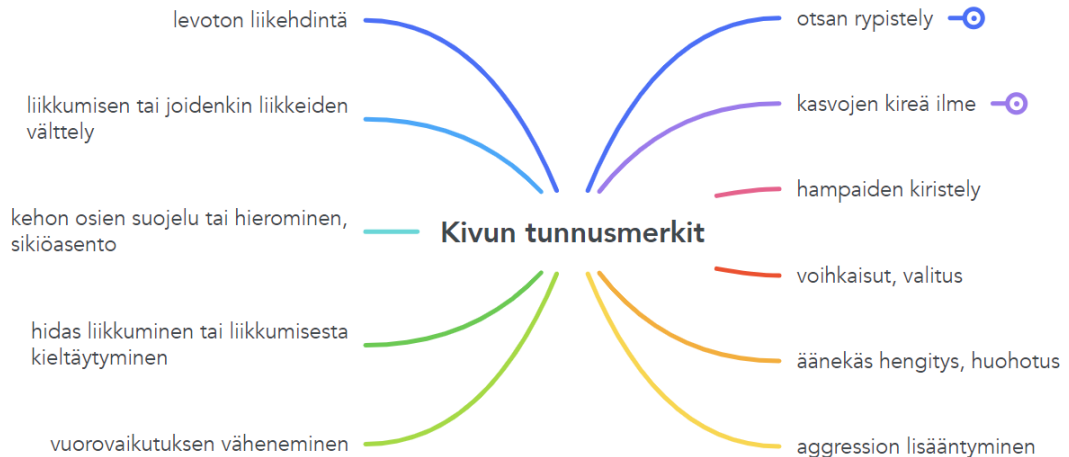 Kivun tunnusmerkit
otsan rypistely
kasvojen kireä ilme
hampaiden kiristely
voihkaisut, valitus
äänekäs hengitys, huohotus
aggression lisääntyminen
levoton liikehdintä
liikkumisen tai joidenkin liikkeiden
välttely
kehon osien suojelu tai hierominen,
sikiöasento
hidas liikkuminen tai liikkumisesta
kieltäytyminen
vuorovaikutuksen väheneminen